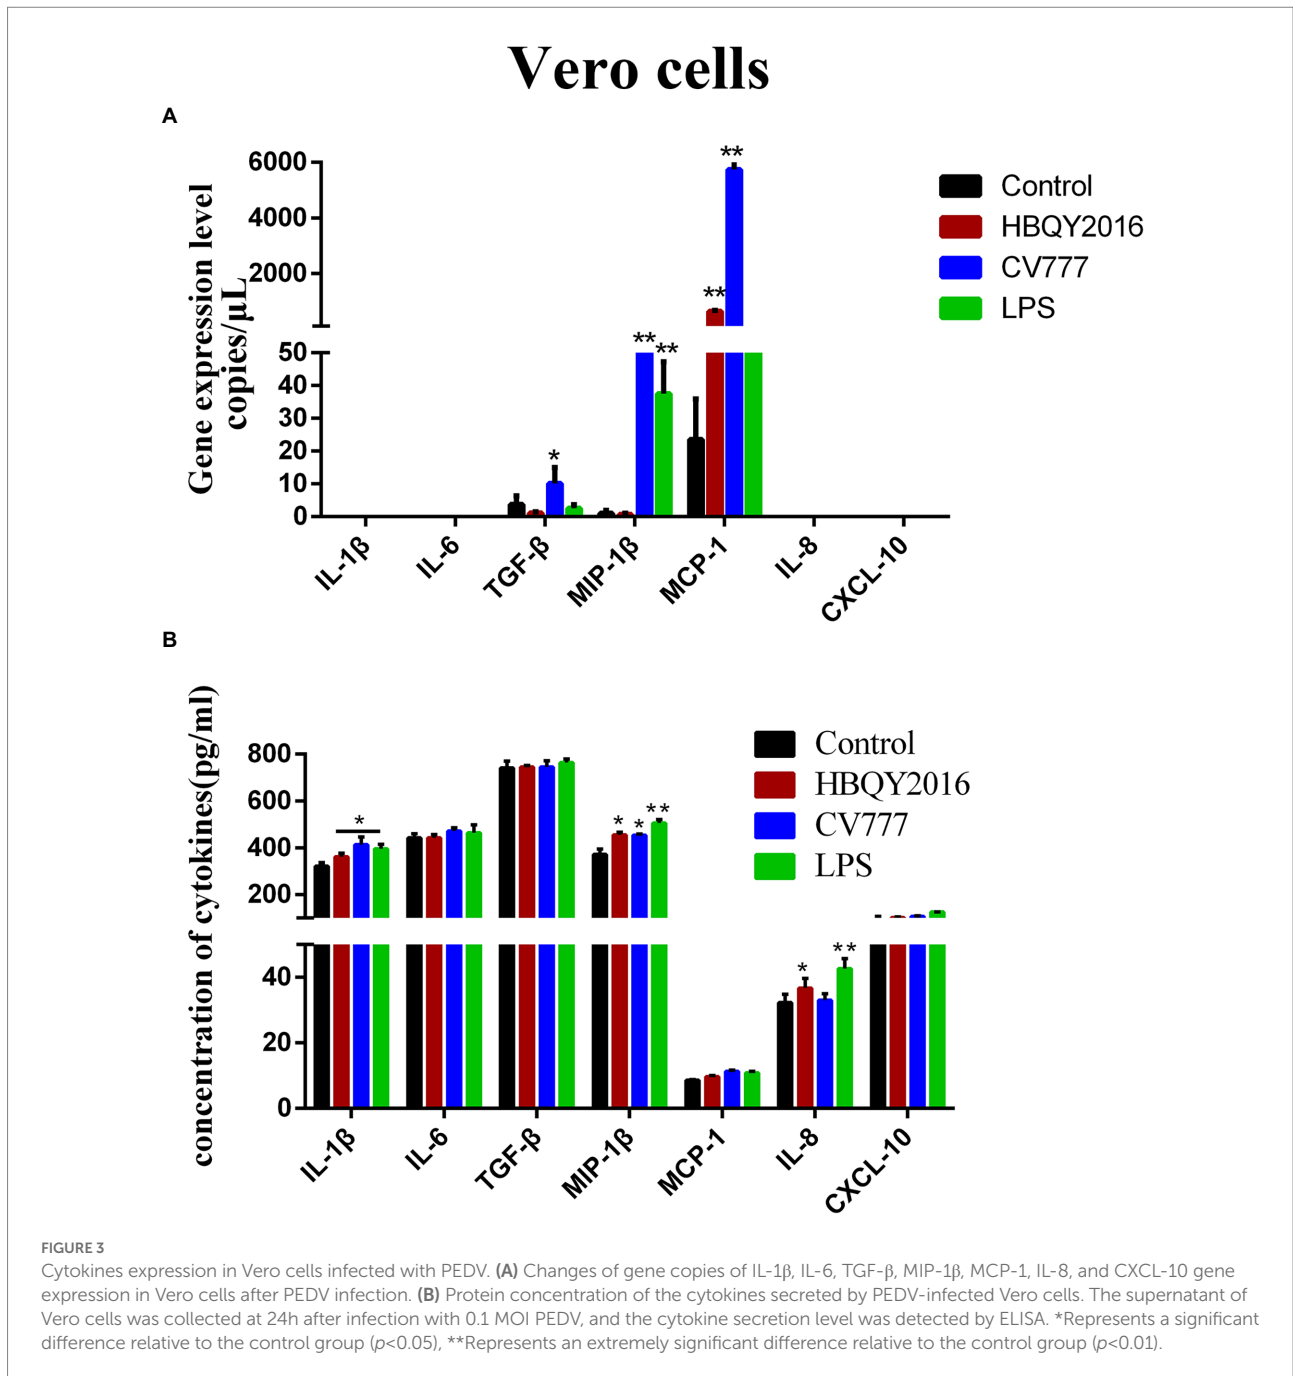 Vero cells
A
Gene expression level
copies/μL
6000
4000
2000
50
40
30
20
10
0
**
**
**
**
*
Control
HBQY2016
CV777
LPS
IL-1β
IL-6
TGF-β
MIP-1β
MCP-1
IL-8
CXCL-10
B
concentration of cytokines(pg/ml)
800
600
400
200
40
20
0
*
*
*
**
*
**
Control
HBQY2016
CV777
LPS
IL-1β
IL-6
TGF-β
MIP-1β
MCP-1
IL-8
CXCL-10
FIGURE 3
Cytokines expression in Vero cells infected with PEDV. (A) Changes of gene copies of IL-1β, IL-6, TGF-β, MIP-1β, MCP-1, IL-8, and CXCL-10 gene
expression in Vero cells after PEDV infection. (B) Protein concentration of the cytokines secreted by PEDV-infected Vero cells. The supernatant of
Vero cells was collected at 24h after infection with 0.1 MOI PEDV, and the cytokine secretion level was detected by ELISA. *Represents a significant
difference relative to the control group (p<0.05), **Represents an extremely significant difference relative to the control group (p<0.01).